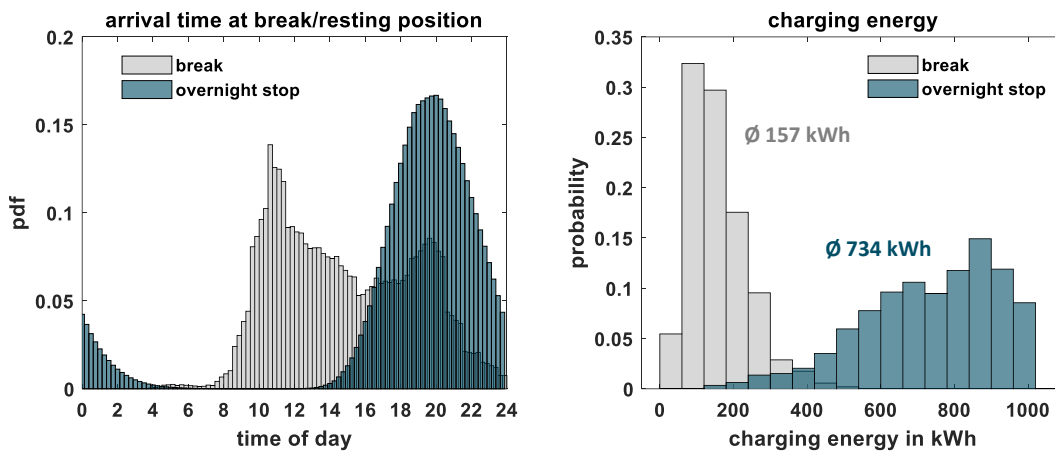 arrival time at break/resting position
0.2
0.15
0.1
0.05
0
pdf
break
overnight stop
0 2 4 6 8 10 12 14 16 18 20 22 24
time of day
charging energy
0.35
0.3
0.25
0.2
0.15
0.1
0.05
0
probability
break
overnight stop
Ø 157 kWh
Ø 734 kWh
0 200 400 600 800 1000
charging energy in kWh